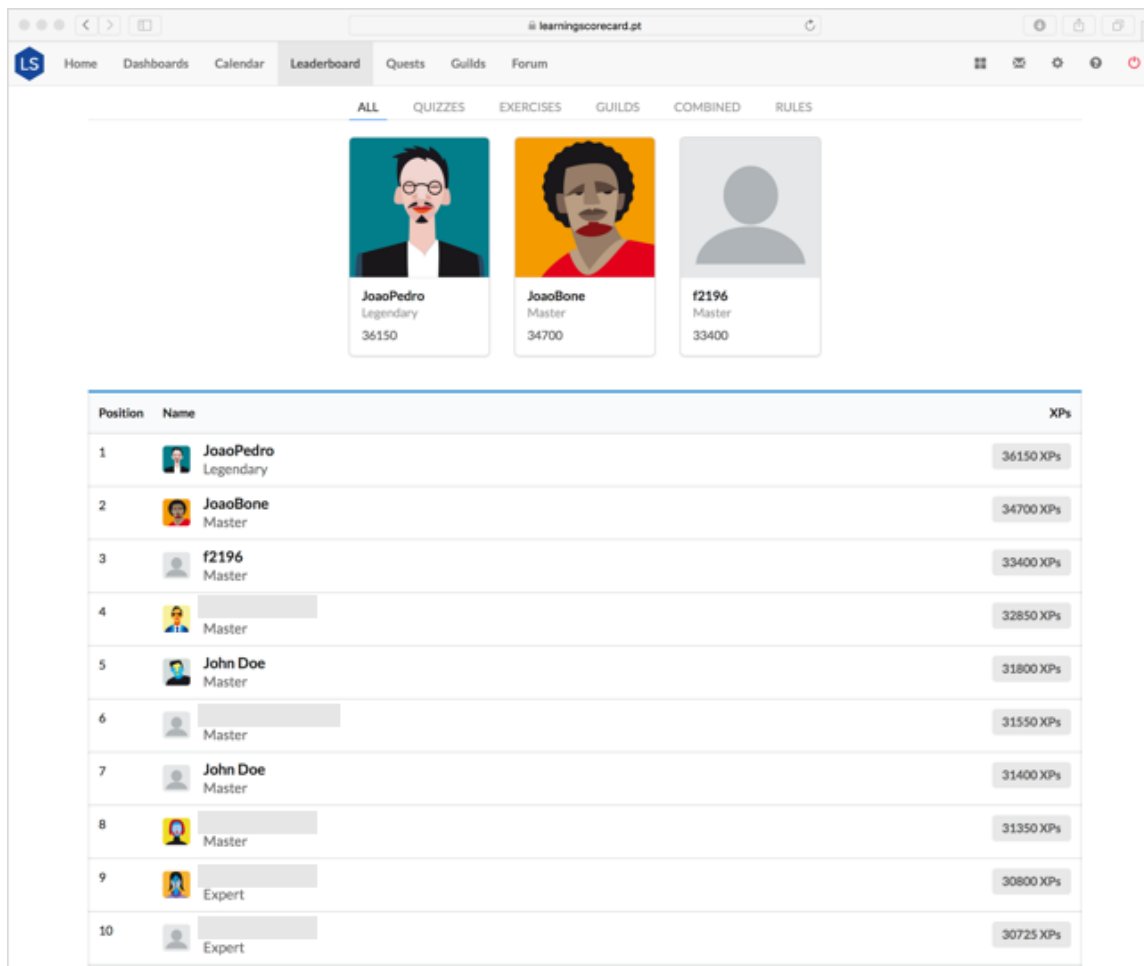 learningscorecard.pt
LS Home Dashboards Calendar Leaderboard Quests Guilds Forum
ALL QUIZZES EXERCISES GUILDS COMBINED RULES
JoaoPedro
Legendary
36150
JoaoBone
Master
34700
f2196
Master
33400
Position Name XPs
1 JoaoPedro 36150 XPs
Legendary
2 JoaoBone 34700 XPs
Master
3 f2196 33400 XPs
Master
4 32850 XPs
Master
5 John Doe 31800 XPs
Master
6 31550 XPs
Master
7 John Doe 31400 XPs
Master
8 31350 XPs
Master
9 30800 XPs
Expert
10 30725 XPs
Expert